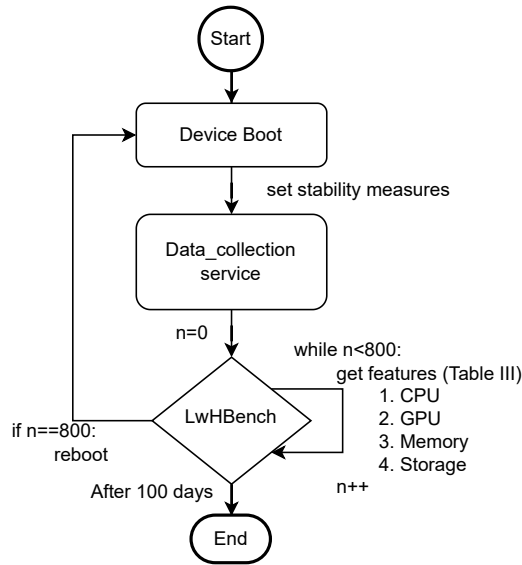 Start
Device Boot
set stability measures
Data_collection
service
n=0
while n<800:
get features (Table III)
1. CPU
2. GPU
3. Memory
4. Storage
n++
LwHBench
if n==800:
reboot
After 100 days
End